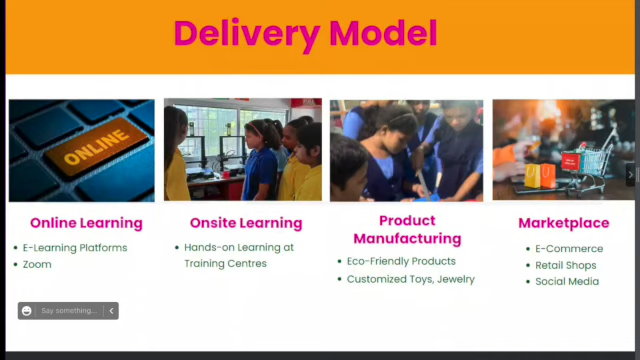 Delivery Model
ONLINE
Online Learning
• E-Learning Platforms
• Zoom
Onsite Learning
• Hands-on Learning at
Training Centres
Product
Manufacturing
• Eco-Friendly Products
• Customized Toys, Jewelry
Marketplace
• E-Commerce
• Retail Shops
• Social Media
Say something...